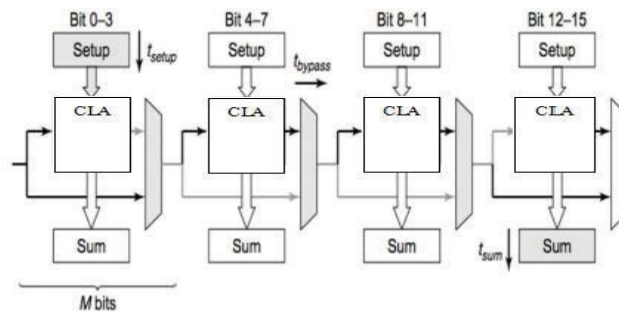 Bit 0–3 Bit 4–7 Bit 8–11 Bit 12–15
Setup t_setup Setup t_bypass Setup Setup
CLA CLA CLA CLA
Sum Sum Sum t_sum Sum
M bits